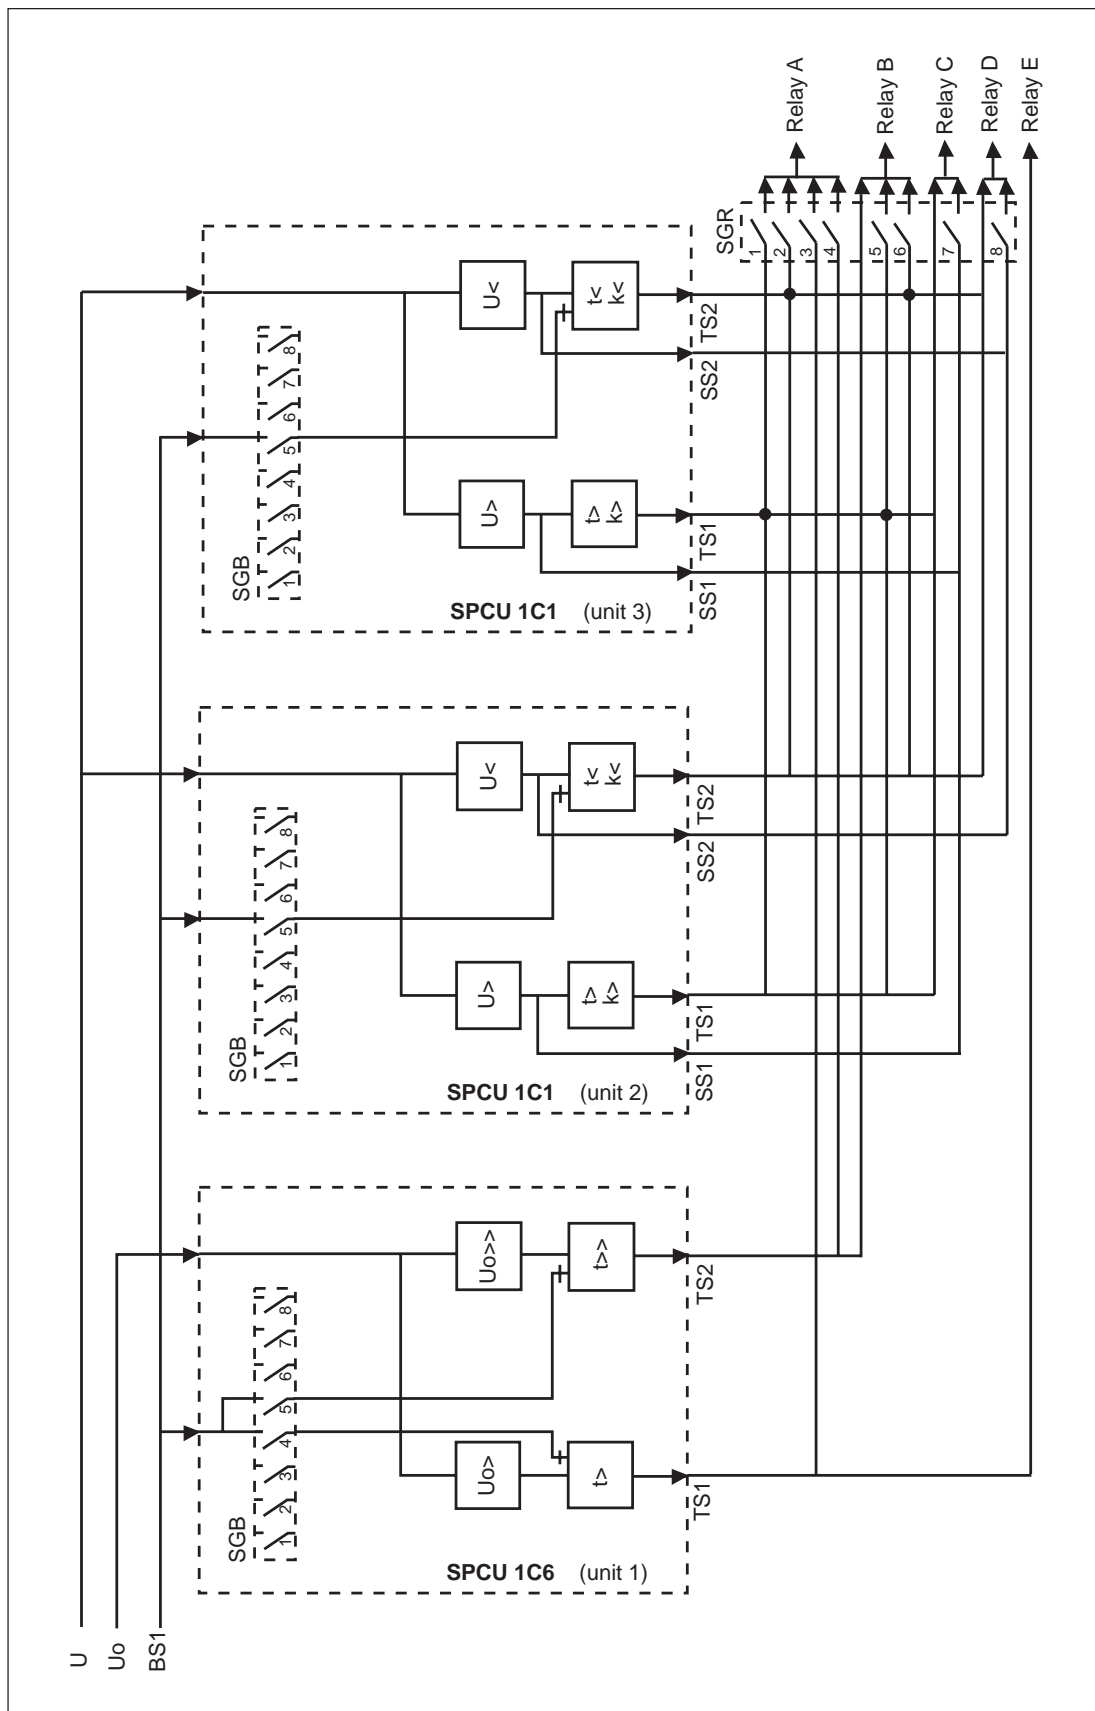 U
Uo
BS1
SGB
1 2 3 4 5 6 7 8
Uo>
Uo>>
t>
t>>
SPCU 1C6 (unit 1)
TS1
TS2
SGB
1 2 3 4 5 6 7 8
U>
U<
t>
k>
t<
k<
SPCU 1C1 (unit 2)
SS1
TS1
SS2
TS2
SGB
1 2 3 4 5 6 7 8
U>
U<
t>
k>
t<
k<
SPCU 1C1 (unit 3)
SS1
TS1
SS2
TS2
SGR
1 2 3 4 5 6 7 8
Relay A
Relay B
Relay C
Relay D
Relay E